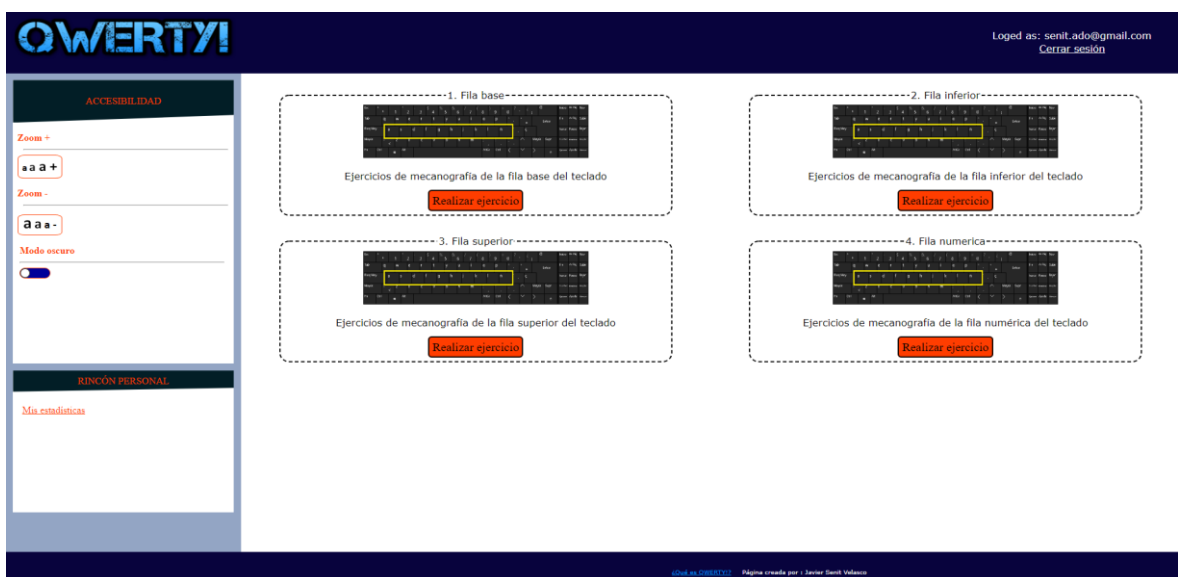 QWERTY!
Loged as: senit.ado@gmail.com
Cerrar sesión
ACCESIBILIDAD
Zoom +
a a a +
Zoom -
a a a -
Modo oscuro
RINCÓN PERSONAL
Mis estadisticas
1. Fila base
Ejercicios de mecanografía de la fila base del teclado
Realizar ejercicio
2. Fila inferior
Ejercicios de mecanografía de la fila inferior del teclado
Realizar ejercicio
3. Fila superior
Ejercicios de mecanografía de la fila superior del teclado
Realizar ejercicio
4. Fila numerica
Ejercicios de mecanografía de la fila numérica del teclado
Realizar ejercicio
¿Qué es QWERTY!? Página creada por : Javier Senit Velasco